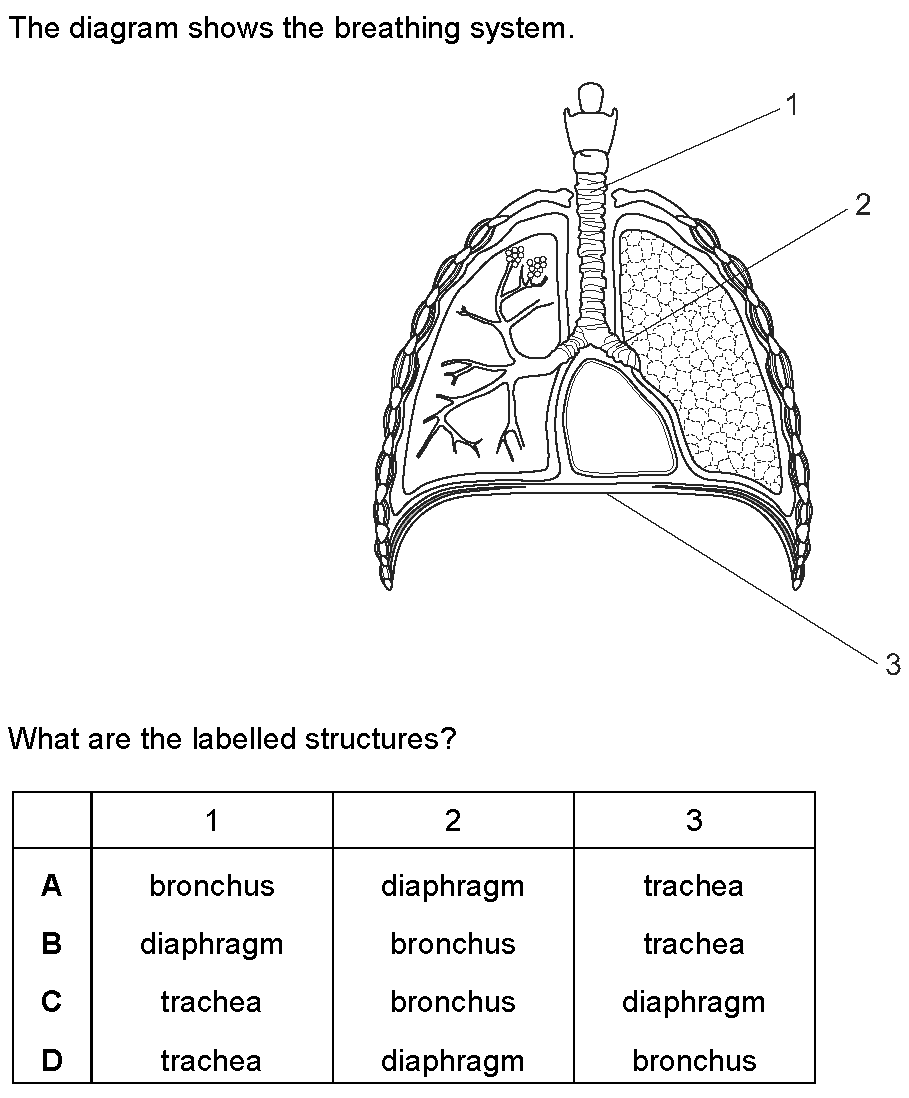 The diagram shows the breathing system.
1
2
3
What are the labelled structures?
1 2 3
A bronchus diaphragm trachea
B diaphragm bronchus trachea
C trachea bronchus diaphragm
D trachea diaphragm bronchus